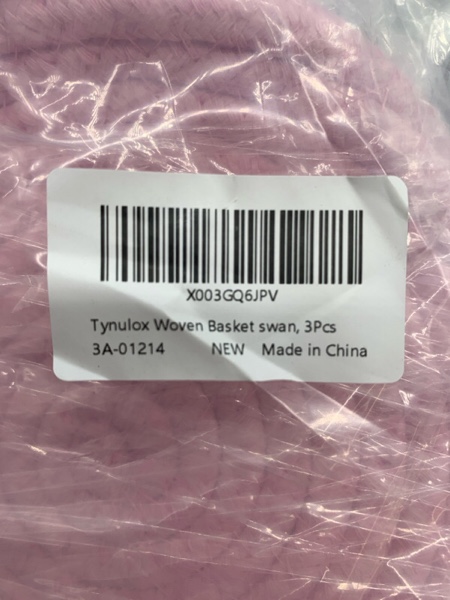 X003GQ6JPV
Tynulox Woven Basket swan, 3Pcs
3A-01214 NEW Made in China